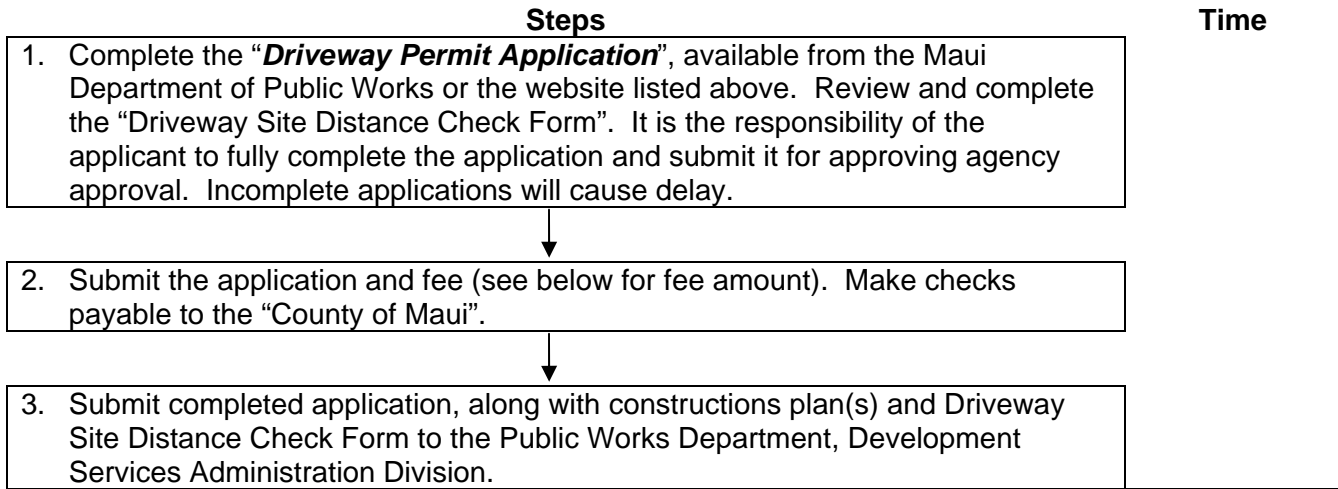 Steps Time
1. Complete the “Driveway Permit Application”, available from the Maui
Department of Public Works or the website listed above. Review and complete
the “Driveway Site Distance Check Form”. It is the responsibility of the
applicant to fully complete the application and submit it for approving agency
approval. Incomplete applications will cause delay.
2. Submit the application and fee (see below for fee amount). Make checks
payable to the “County of Maui”.
3. Submit completed application, along with constructions plan(s) and Driveway
Site Distance Check Form to the Public Works Department, Development
Services Administration Division.